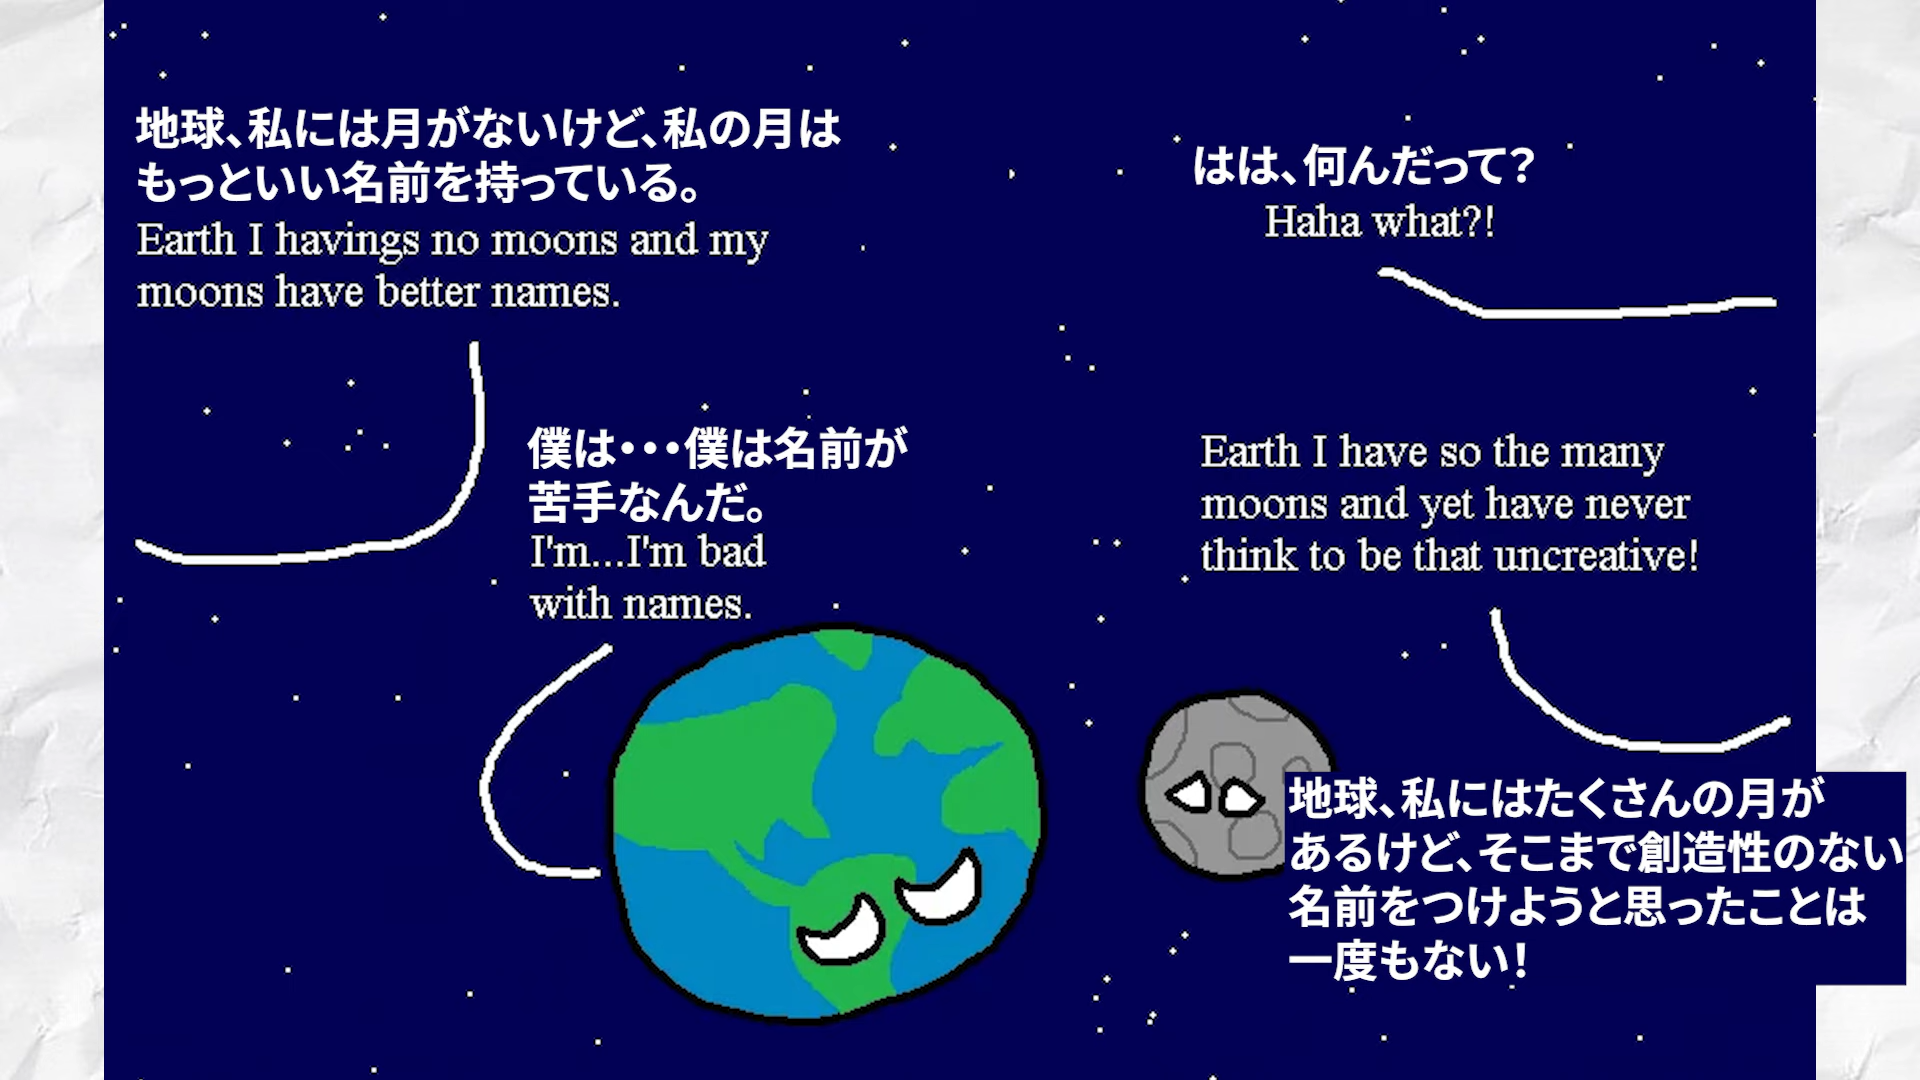 地球、私には月がないけど、私の月は
もっといい名前を持っている。
Earth I havings no moons and my
moons have better names.
はは、何んだって？
Haha what?!
僕は・・・僕は名前が
苦手なんだ。
I'm...I'm bad
with names.
Earth I have so the many
moons and yet have never
think to be that uncreative!
地球、私にはたくさんの月が
あるけど、そこまで創造性のない
名前をつけようと思ったことは
一度もない！